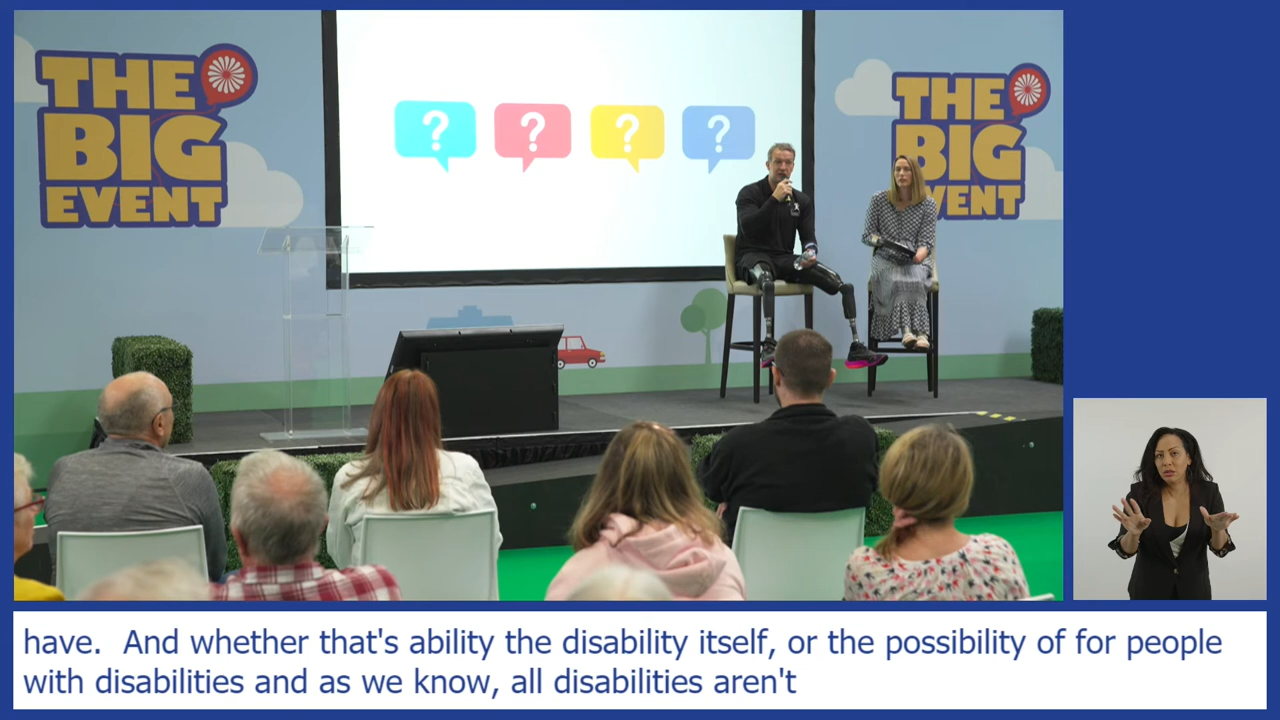 THE
BIG
EVENT
? ? ? ?
THE
BIG
EVENT
have.  And whether that's ability the disability itself, or the possibility of for people
with disabilities and as we know, all disabilities aren't